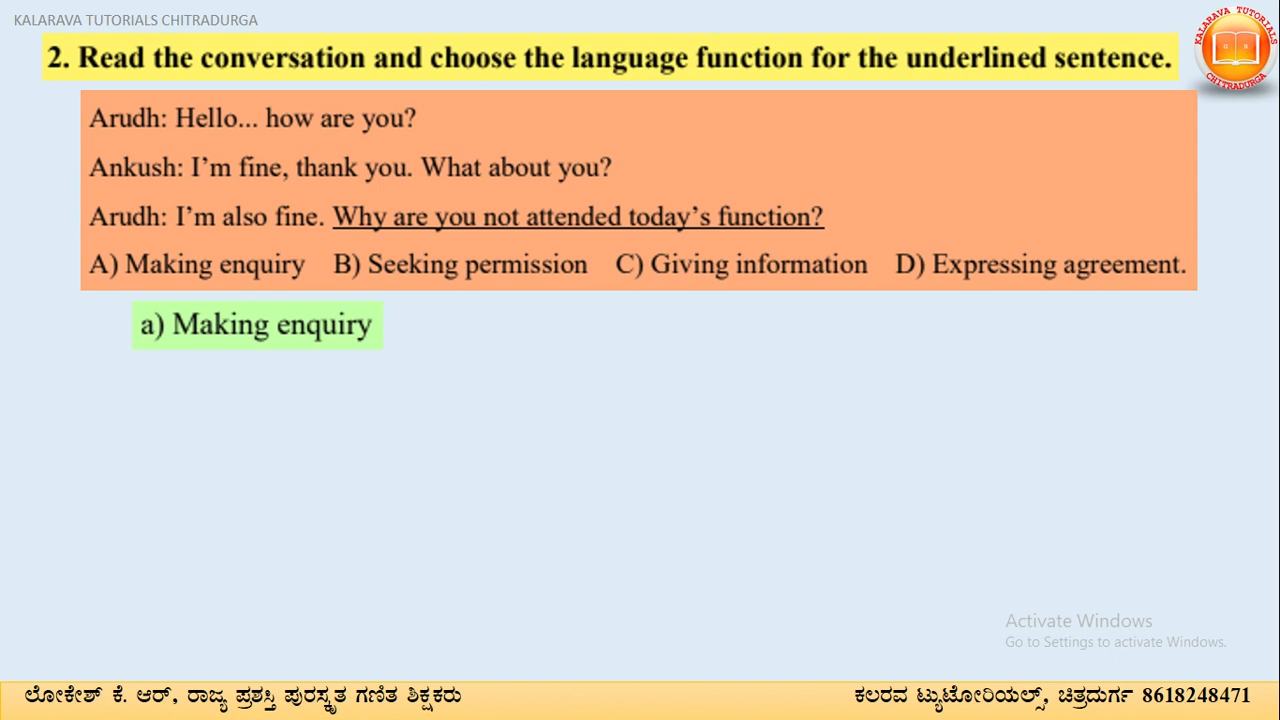 KALARAVA TUTORIALS CHITRADURGA
KALARAVA TUTORIALS
CHITRADURGA
2. Read the conversation and choose the language function for the underlined sentence.
Arudh: Hello... how are you?
Ankush: I'm fine, thank you. What about you?
Arudh: I'm also fine. Why are you not attended today's function?
A) Making enquiry B) Seeking permission C) Giving information D) Expressing agreement.
a) Making enquiry
Activate Windows
Go to Settings to activate Windows.
ಲೋಕೇಶ್ ಕೆ. ಆರ್, ರಾಜ್ಯ ಪ್ರಶಸ್ತಿ ಪುರಸ್ಕೃತ ಗಣಿತ ಶಿಕ್ಷಕರು
ಕಲರವ ಟ್ಯುಟೋರಿಯಲ್ಸ್, ಚಿತ್ರದುರ್ಗ 8618248471